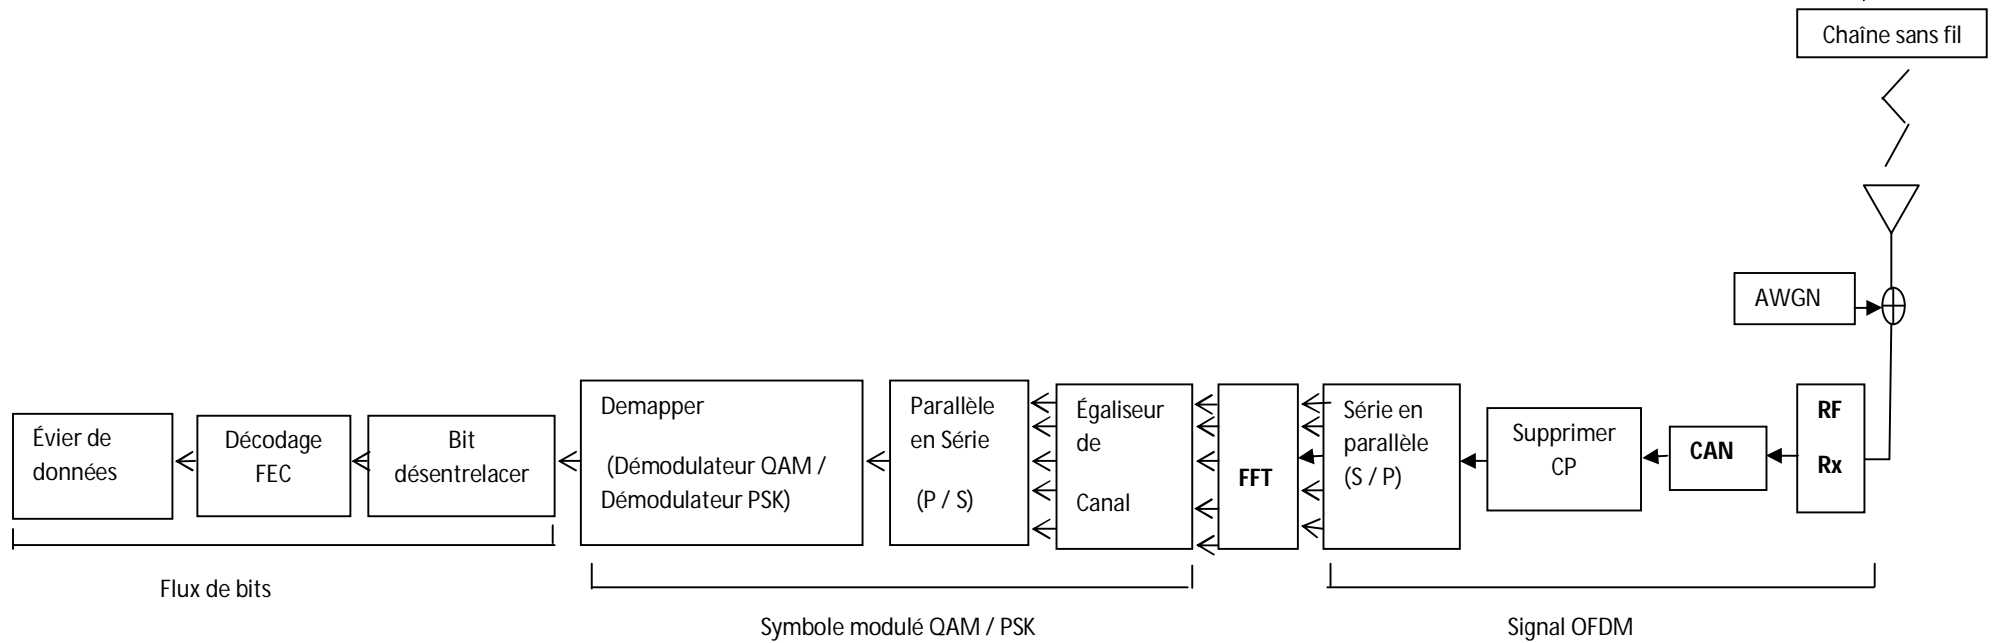 Chaîne sans fil
AWGN
Évier de
données
Décodage
FEC
Bit
désentrelacer
Demapper
(Démodulateur QAM /
Démodulateur PSK)
Parallèle
en Série
(P / S)
Égaliseur
de
Canal
FFT
Série en
parallèle
(S / P)
Supprimer
CP
CAN
RF
Rx
Flux de bits
Symbole modulé QAM / PSK
Signal OFDM